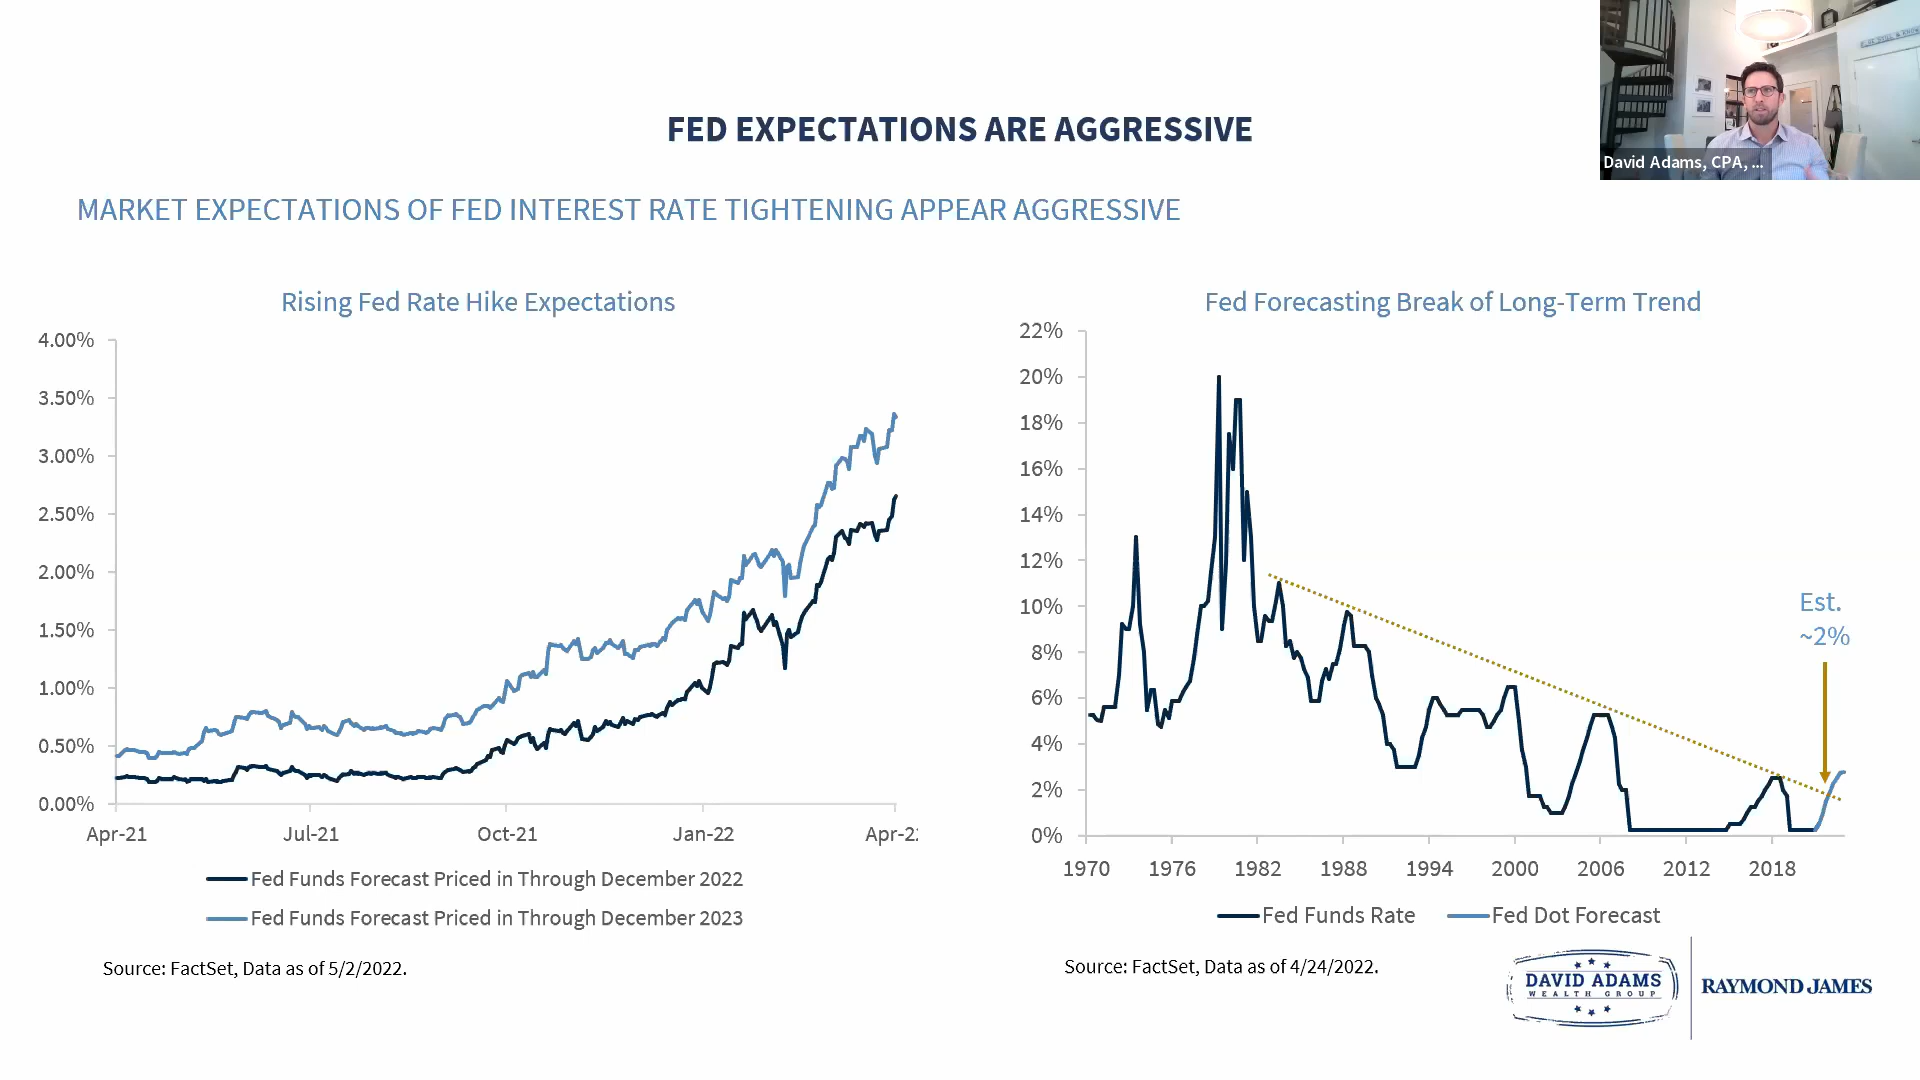 FED EXPECTATIONS ARE AGGRESSIVE
David Adams, CPA, ...
MARKET EXPECTATIONS OF FED INTEREST RATE TIGHTENING APPEAR AGGRESSIVE
Rising Fed Rate Hike Expectations
4.00%
3.50%
3.00%
2.50%
2.00%
1.50%
1.00%
0.50%
0.00%
Apr-21
Jul-21
Oct-21
Jan-22
Apr-2
Fed Funds Forecast Priced in Through December 2022
Fed Funds Forecast Priced in Through December 2023
Source: FactSet, Data as of 5/2/2022.
Fed Forecasting Break of Long-Term Trend
22%
20%
18%
16%
14%
12%
10%
8%
6%
4%
2%
0%
Est.
~2%
1970
1976
1982
1988
1994
2000
2006
2012
2018
Fed Funds Rate
Fed Dot Forecast
Source: FactSet, Data as of 4/24/2022.
DAVID ADAMS
WEALTH GROUP
RAYMOND JAMES